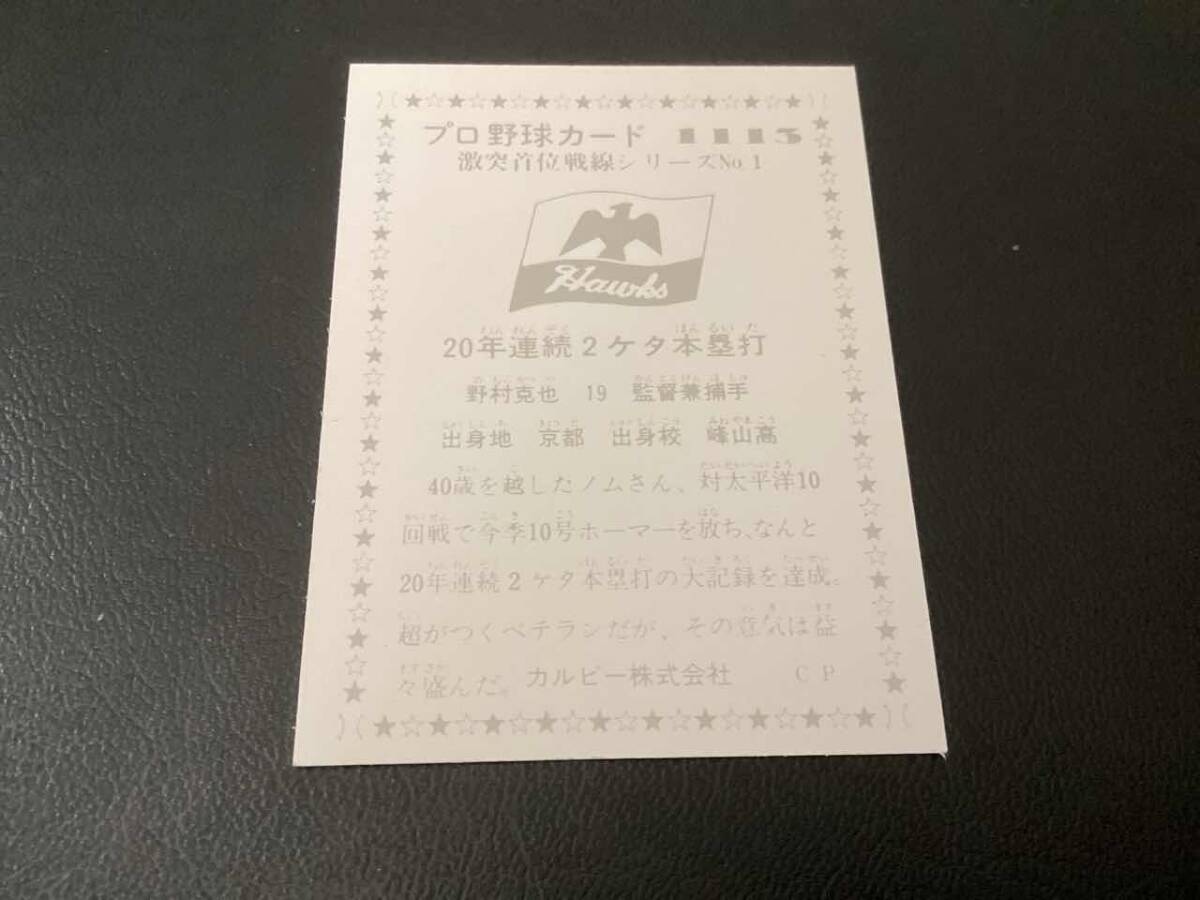 プロ野球カード 1113
激突首位戦線シリーズNo.1
Hawks
20年連続2ケタ本塁打
野村克也 19 監督兼捕手
出身地 京都 出身校 峰山高
40歳を越したノムさん、対太平洋10
回戦で今季10号ホーマーを放ち、なんと
20年連続2ケタ本塁打の大記録を達成。
超がつくベテランだが、その意気は益
々盛んだ。カルビー株式会社 CP